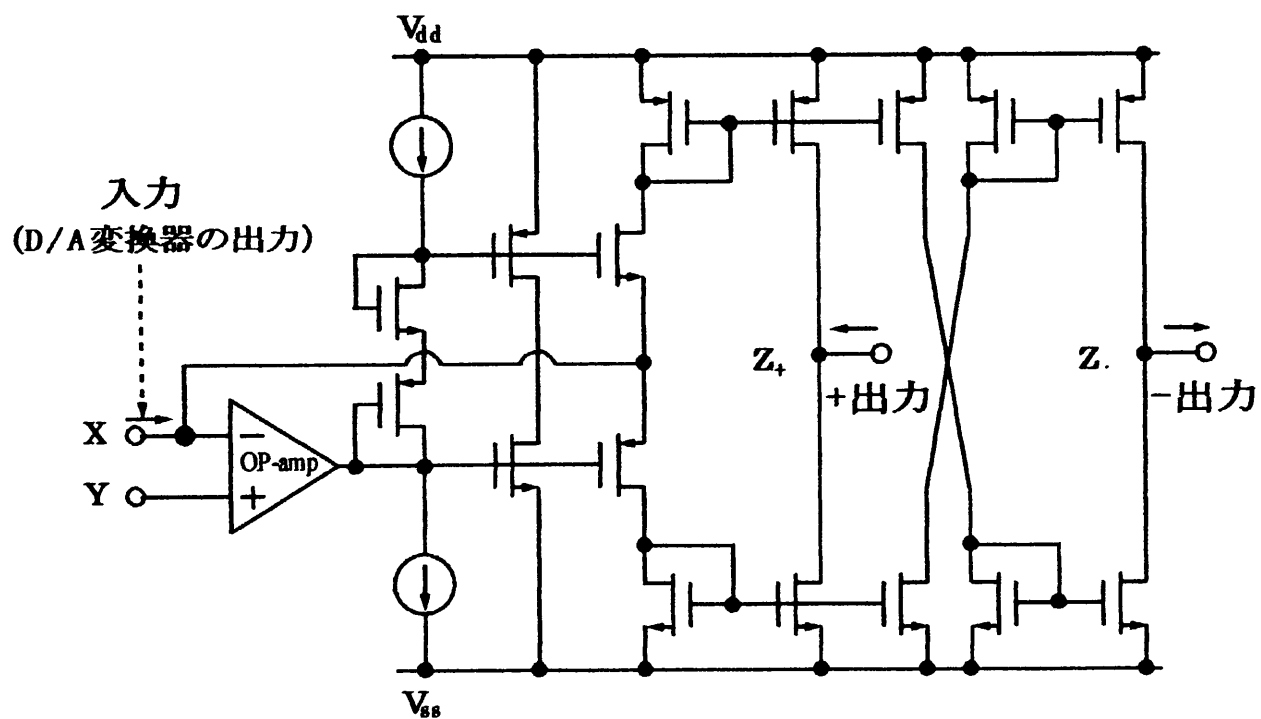 Vdd
入力
(D/A変換器の出力)
X
Y
−
OP-amp
+
Z+
+出力
Z-
−出力
Vss